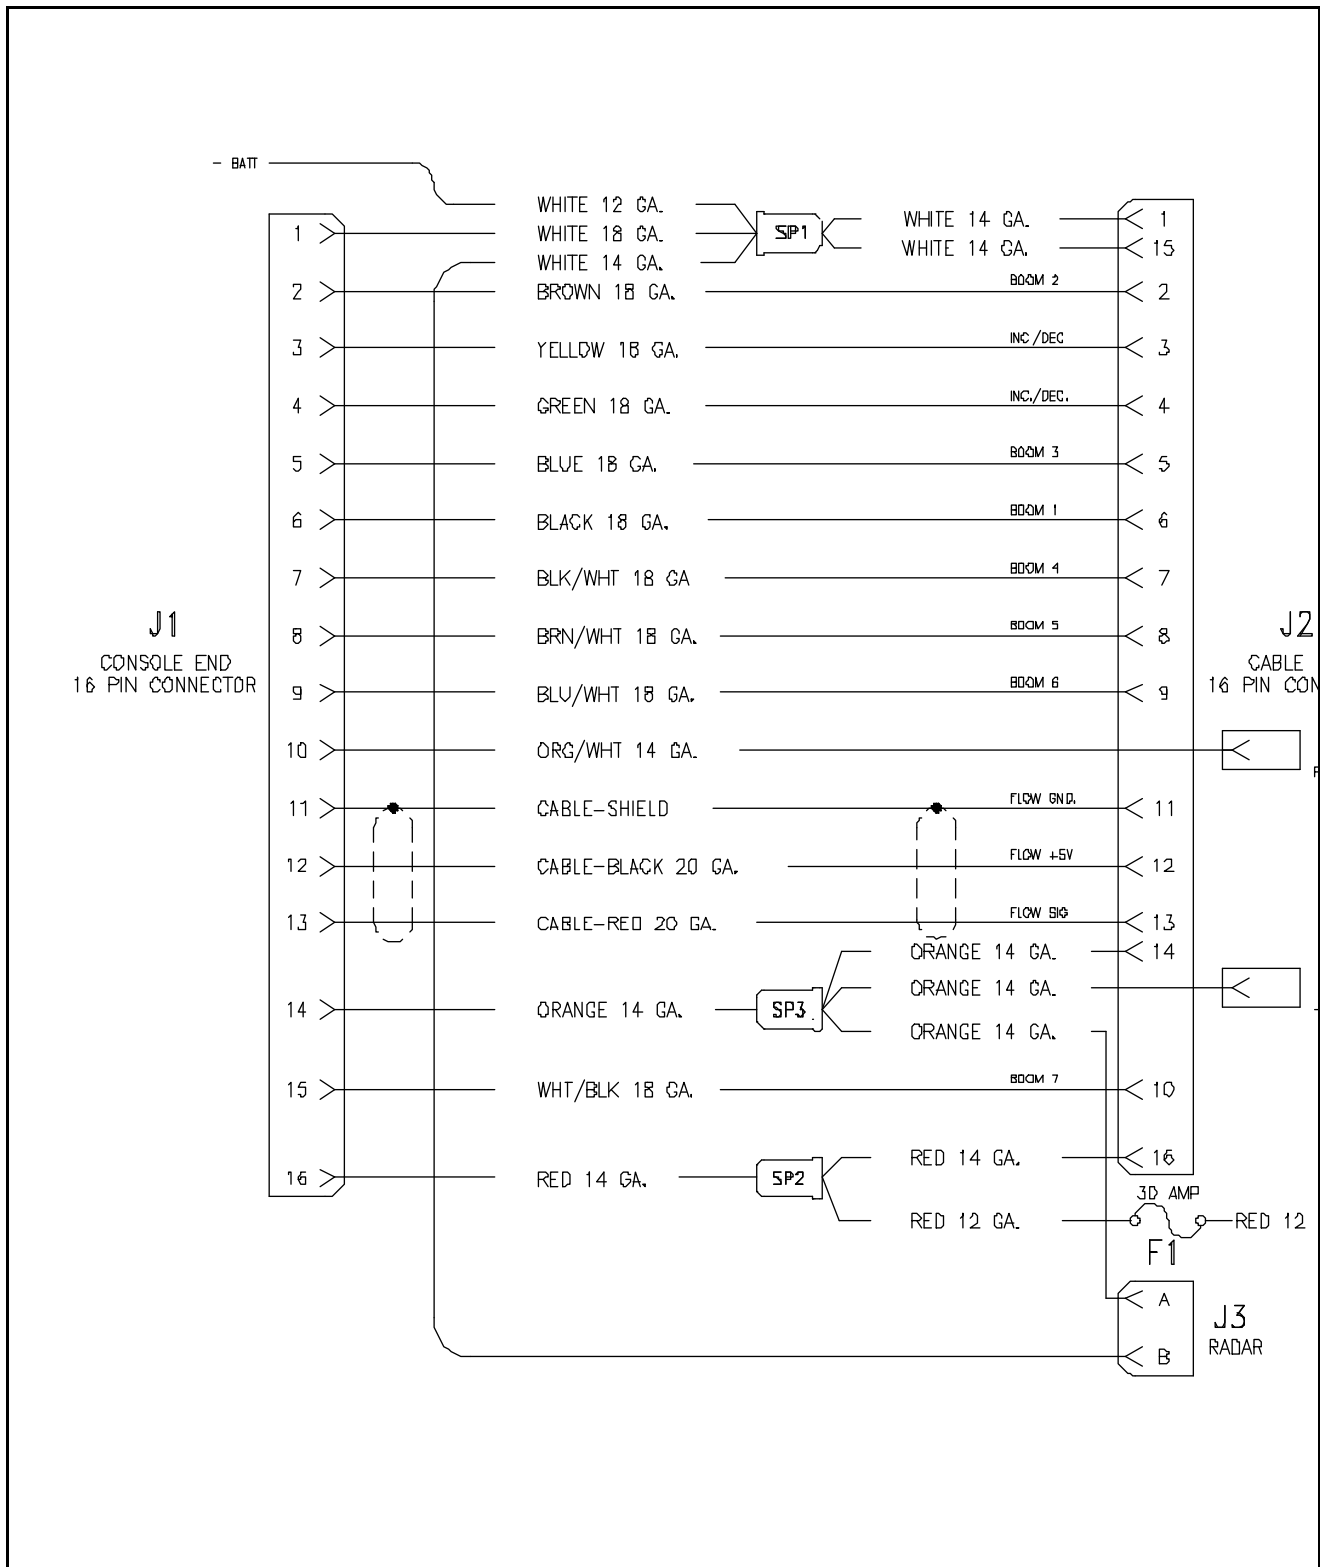 - BATT
WHITE 12 GA.
1 WHITE 18 GA. SP1 WHITE 14 GA. 1
WHITE 14 GA. WHITE 14 GA. 15
2 BROWN 18 GA. BOOM 2 2
3 YELLOW 18 GA. INC/DEC 3
4 GREEN 18 GA. INC./DEC. 4
5 BLUE 18 GA. BOOM 3 5
6 BLACK 18 GA. BOOM 1 6
7 BLK/WHT 18 GA BOOM 4 7
J1
CONSOLE END
16 PIN CONNECTOR
8 BRN/WHT 18 GA. BOOM 5 8
J2
CABLE
16 PIN CON
9 BLU/WHT 18 GA. BOOM 6 9
10 ORG/WHT 14 GA.
11 CABLE-SHIELD FLOW GND. 11
12 CABLE-BLACK 20 GA. FLOW +5V 12
13 CABLE-RED 20 GA. FLOW SIG 13
ORANGE 14 GA. 14
ORANGE 14 GA.
14 ORANGE 14 GA. SP3
ORANGE 14 GA.
15 WHT/BLK 18 GA. BOOM 7 10
RED 14 GA. 16
16 RED 14 GA. SP2
30 AMP
RED 12 GA. RED 12
F1
A
J3
RADAR
B